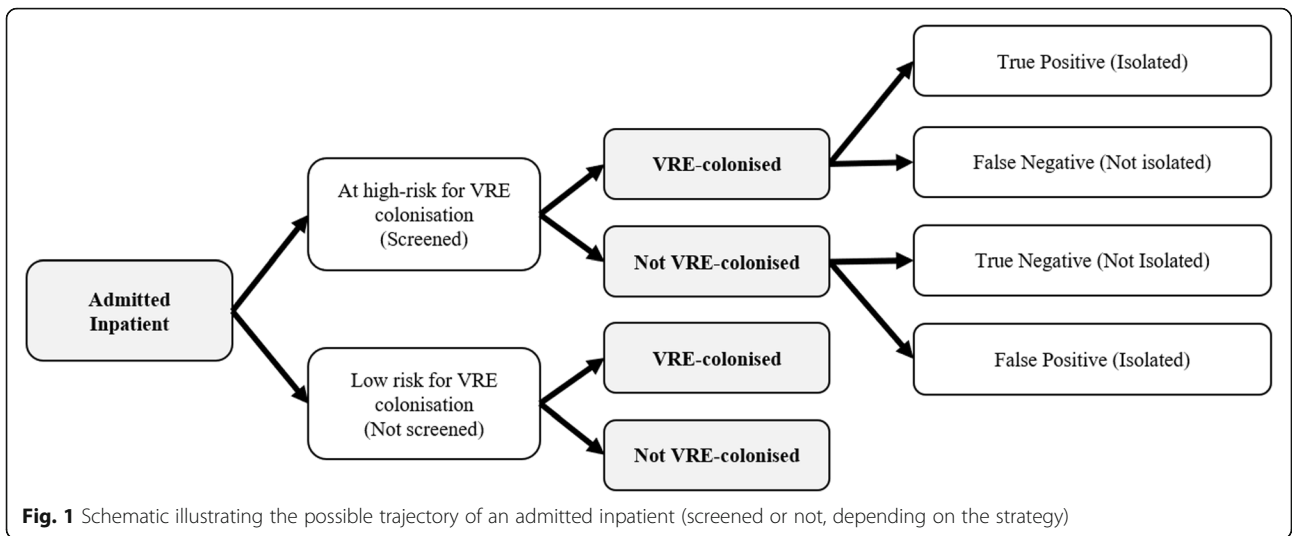 Admitted
Inpatient
At high-risk for VRE
colonisation
(Screened)
Low risk for VRE
colonisation
(Not screened)
VRE-colonised
Not VRE-colonised
VRE-colonised
Not VRE-colonised
True Positive (Isolated)
False Negative (Not isolated)
True Negative (Not Isolated)
False Positive (Isolated)
Fig. 1 Schematic illustrating the possible trajectory of an admitted inpatient (screened or not, depending on the strategy)